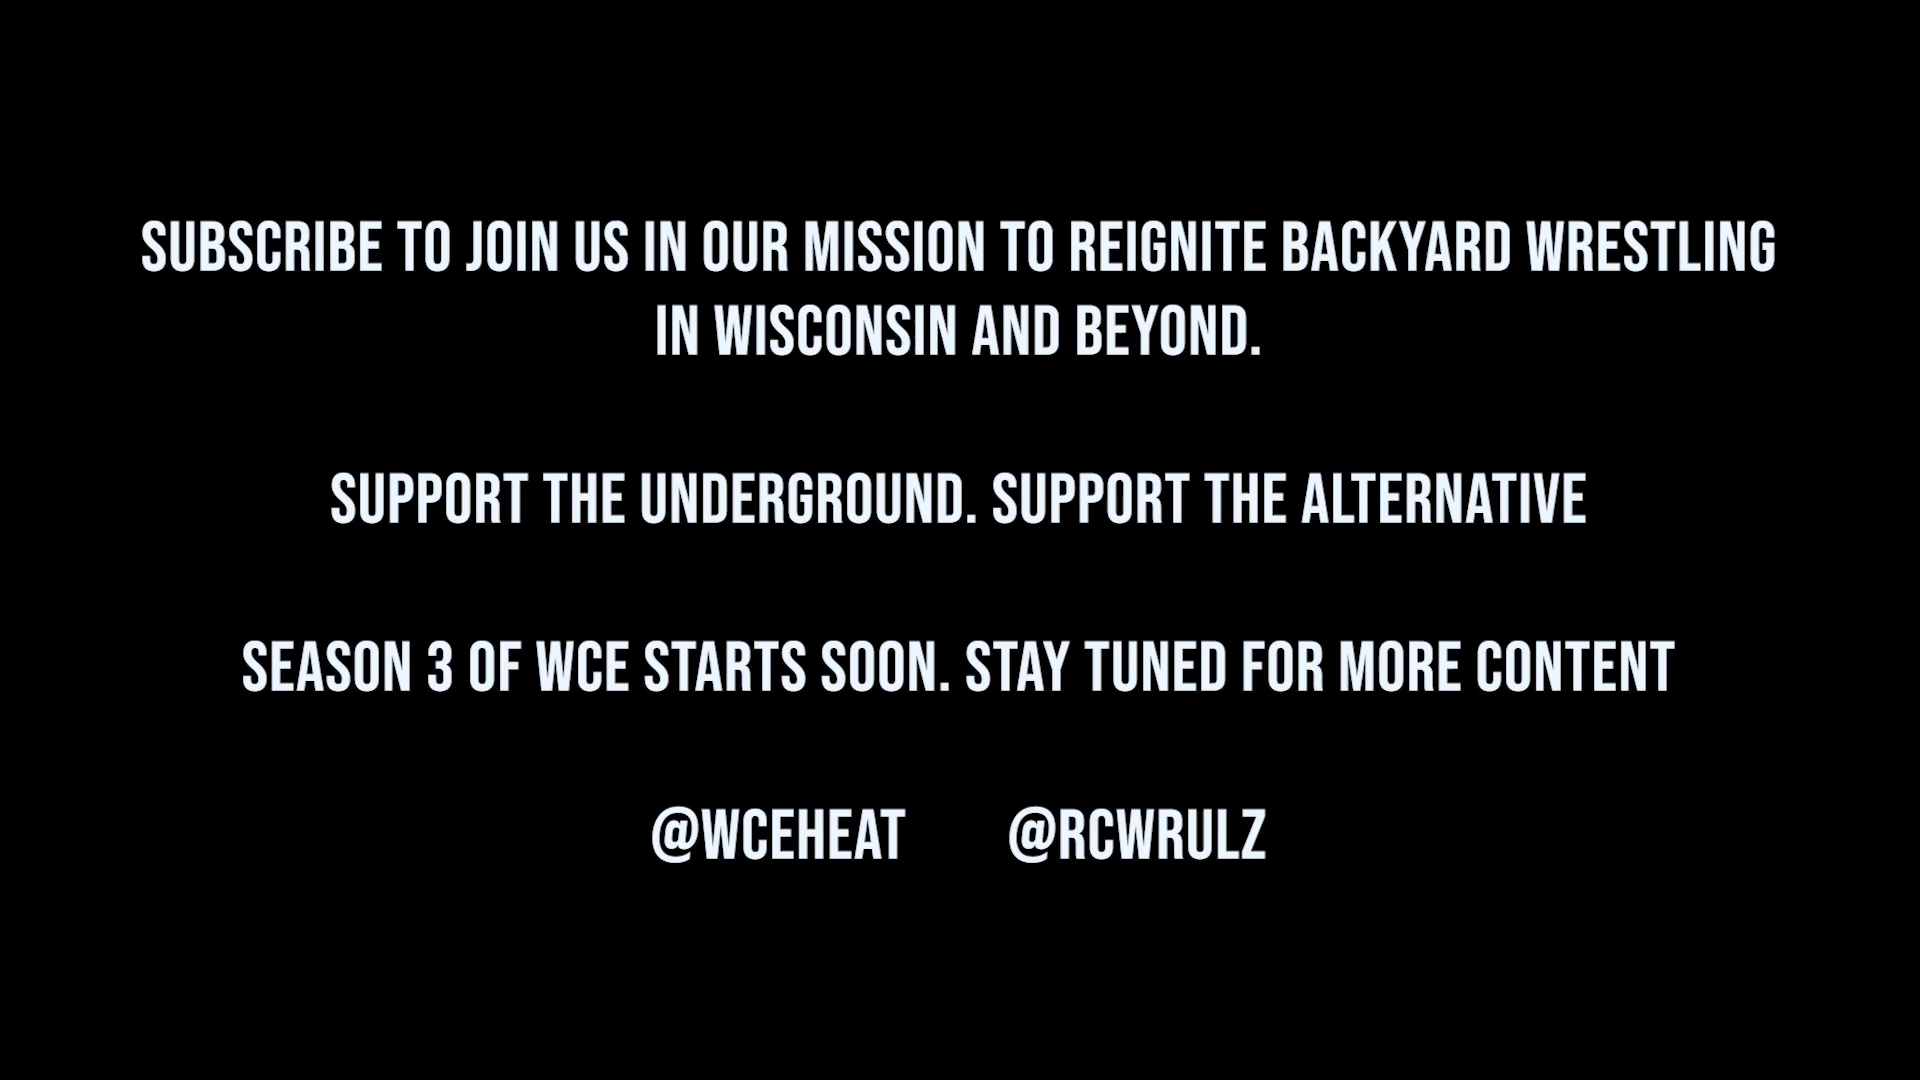 SUBSCRIBE TO JOIN US IN OUR MISSION TO REIGNITE BACKYARD WRESTLING
IN WISCONSIN AND BEYOND.
SUPPORT THE UNDERGROUND. SUPPORT THE ALTERNATIVE
SEASON 3 OF WCE STARTS SOON. STAY TUNED FOR MORE CONTENT
@WCEHEAT @RCWRULZ